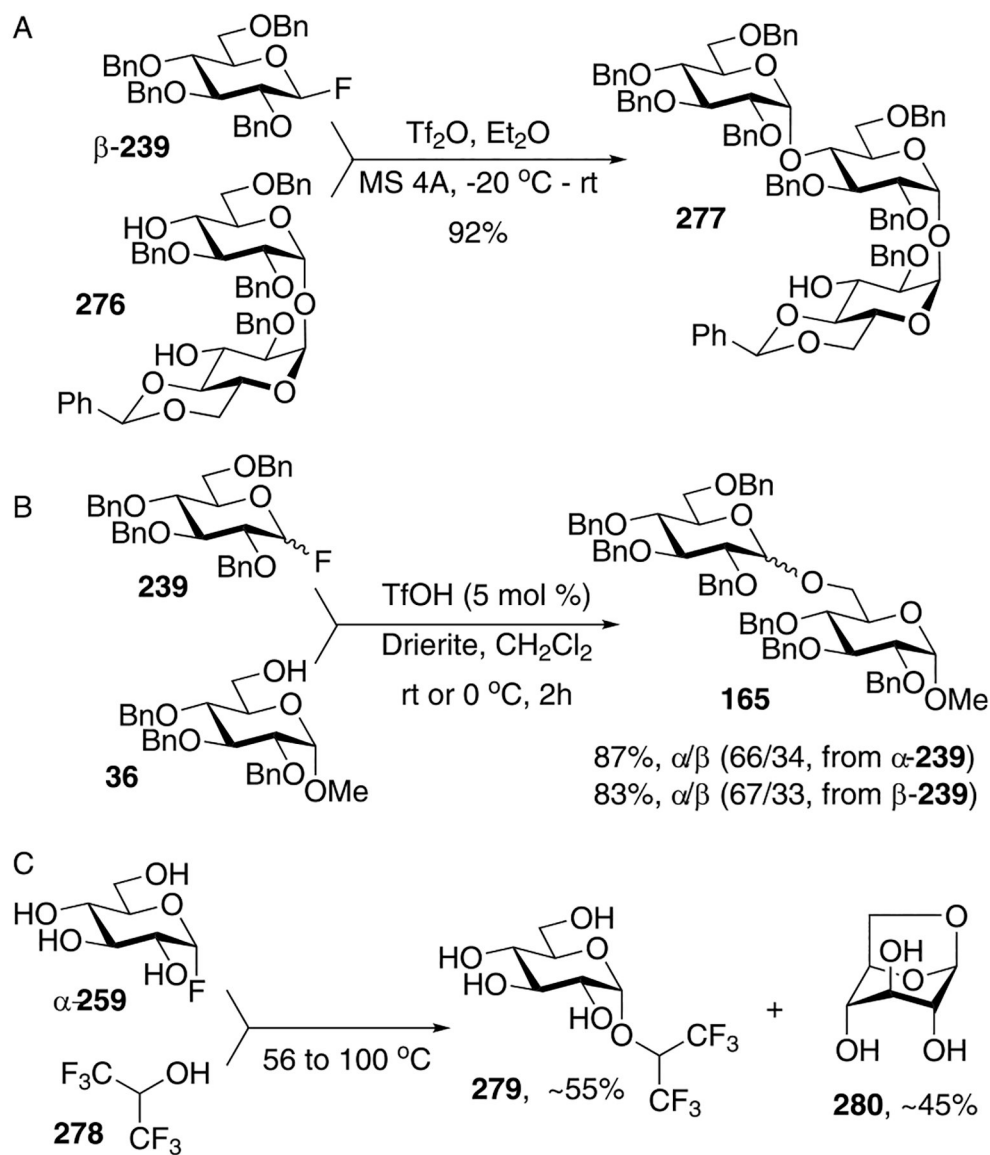 A
OBn
BnO
O
BnO
F
BnO
β-239
OBn
HO
O
BnO
BnO
O
276
BnO
HO
O
O
Ph
O
Tf2O, Et2O
MS 4A, -20 °C - rt
92%
OBn
BnO
O
BnO
BnO
OBn
O
O
BnO
BnO
O
277
BnO
HO
O
O
Ph
O
B
OBn
BnO
O
BnO
F
BnO
239
OH
BnO
O
BnO
BnO
OMe
36
TfOH (5 mol %)
Drierite, CH2Cl2
rt or 0 °C, 2h
OBn
BnO
O
BnO
BnO
O
BnO
O
BnO
BnO
OMe
165
87%, α/β (66/34, from α-239)
83%, α/β (67/33, from β-239)
C
OH
HO
O
HO
HO
F
α-259
F3C
OH
CF3
278
56 to 100 °C
OH
HO
O
HO
HO
O
CF3
CF3
279, ~55%
+
O
OH
O
OH
OH
280, ~45%